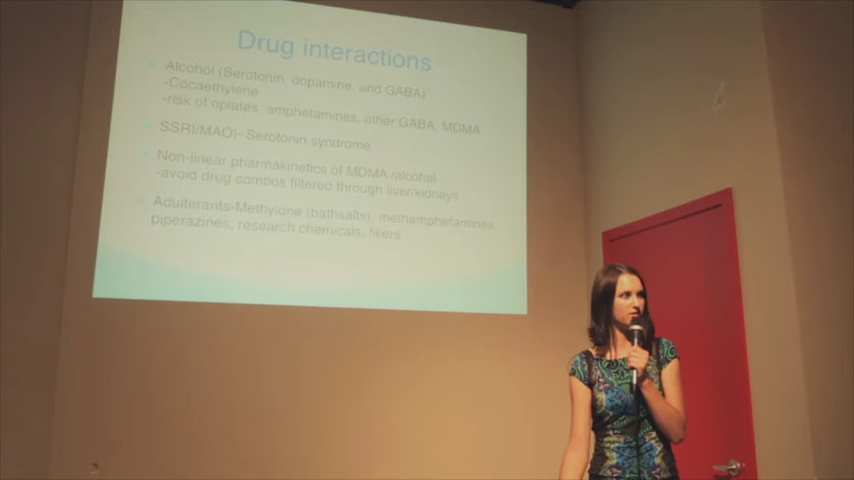 Drug interactions
Alcohol (Serotonin, dopamine, and GABA)
-Cocaethylene
-risk of opiates, amphetamines, other GABA, MDMA
SSRI/MAOI- Serotonin syndrome
Non-linear pharmakinetics of MDMA /alcohol
-avoid drug combos filtered through liver/kidneys
Adulterants-Methylone (bathsalts), methamphetamines,
piperazines, research chemicals, fillers.